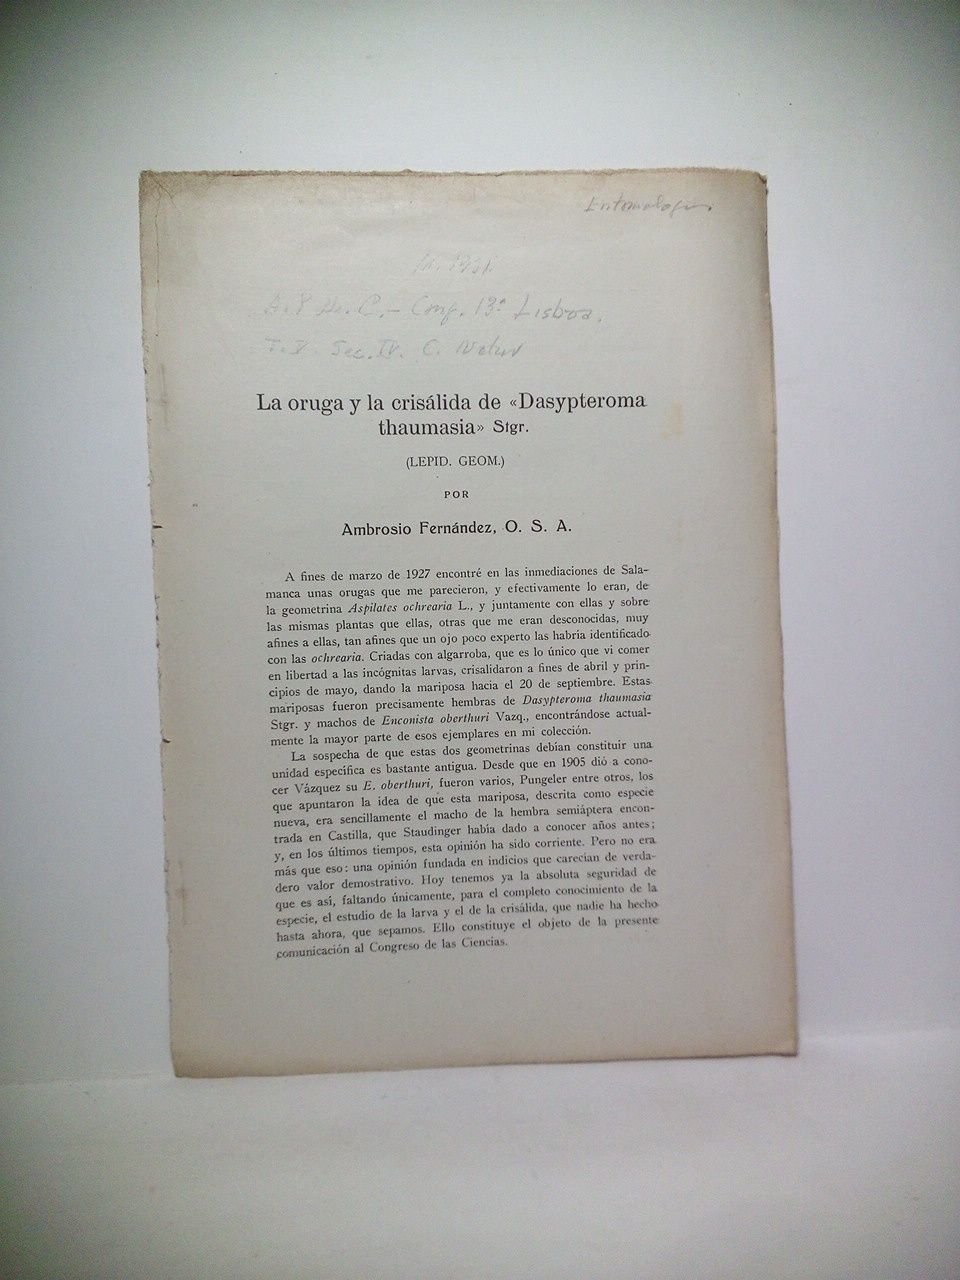 Entomología
A. P. de. C. - Cong. 13º Lisboa.
T. V. Sec. IV. C. Natur
La oruga y la crisálida de «Dasypteroma
thaumasia» Stgr.
(LEPID. GEOM.)
POR
Ambrosio Fernández, O. S. A.
A fines de marzo de 1927 encontré en las inmediaciones de Sala-
manca unas orugas que me parecieron, y efectivamente lo eran, de
la geometrina Aspilates ochrearia L., y juntamente con ellas y sobre
las mismas plantas que ellas, otras que me eran desconocidas, muy
afines a ellas, tan afines que un ojo poco experto las habría identificado
con las ochrearia. Criadas con algarroba, que es lo único que vi comer
en libertad a las incógnitas larvas, crisalidaron a fines de abril y prin-
cipios de mayo, dando la mariposa hacia el 20 de septiembre. Estas
mariposas fueron precisamente hembras de Dasypteroma thaumasia
Stgr. y machos de Enconista oberthuri Vazq., encontrándose actual-
mente la mayor parte de esos ejemplares en mi colección.
La sospecha de que estas dos geometrinas debían constituir una
unidad específica es bastante antigua. Desde que en 1905 dió a cono-
cer Vázquez su E. oberthuri, fueron varios, Pungeler entre otros, los
que apuntaron la idea de que esta mariposa, descrita como especie
nueva, era sencillamente el macho de la hembra semiáptera encon-
trada en Castilla, que Staudinger había dado a conocer años antes;
y, en los últimos tiempos, esta opinión ha sido corriente. Pero no era
más que eso: una opinión fundada en indicios que carecían de verda-
dero valor demostrativo. Hoy tenemos ya la absoluta seguridad de
que es así, faltando únicamente, para el completo conocimiento de la
especie, el estudio de la larva y el de la crisálida, que nadie ha hecho
hasta ahora, que sepamos. Ello constituye el objeto de la presente
comunicación al Congreso de las Ciencias.